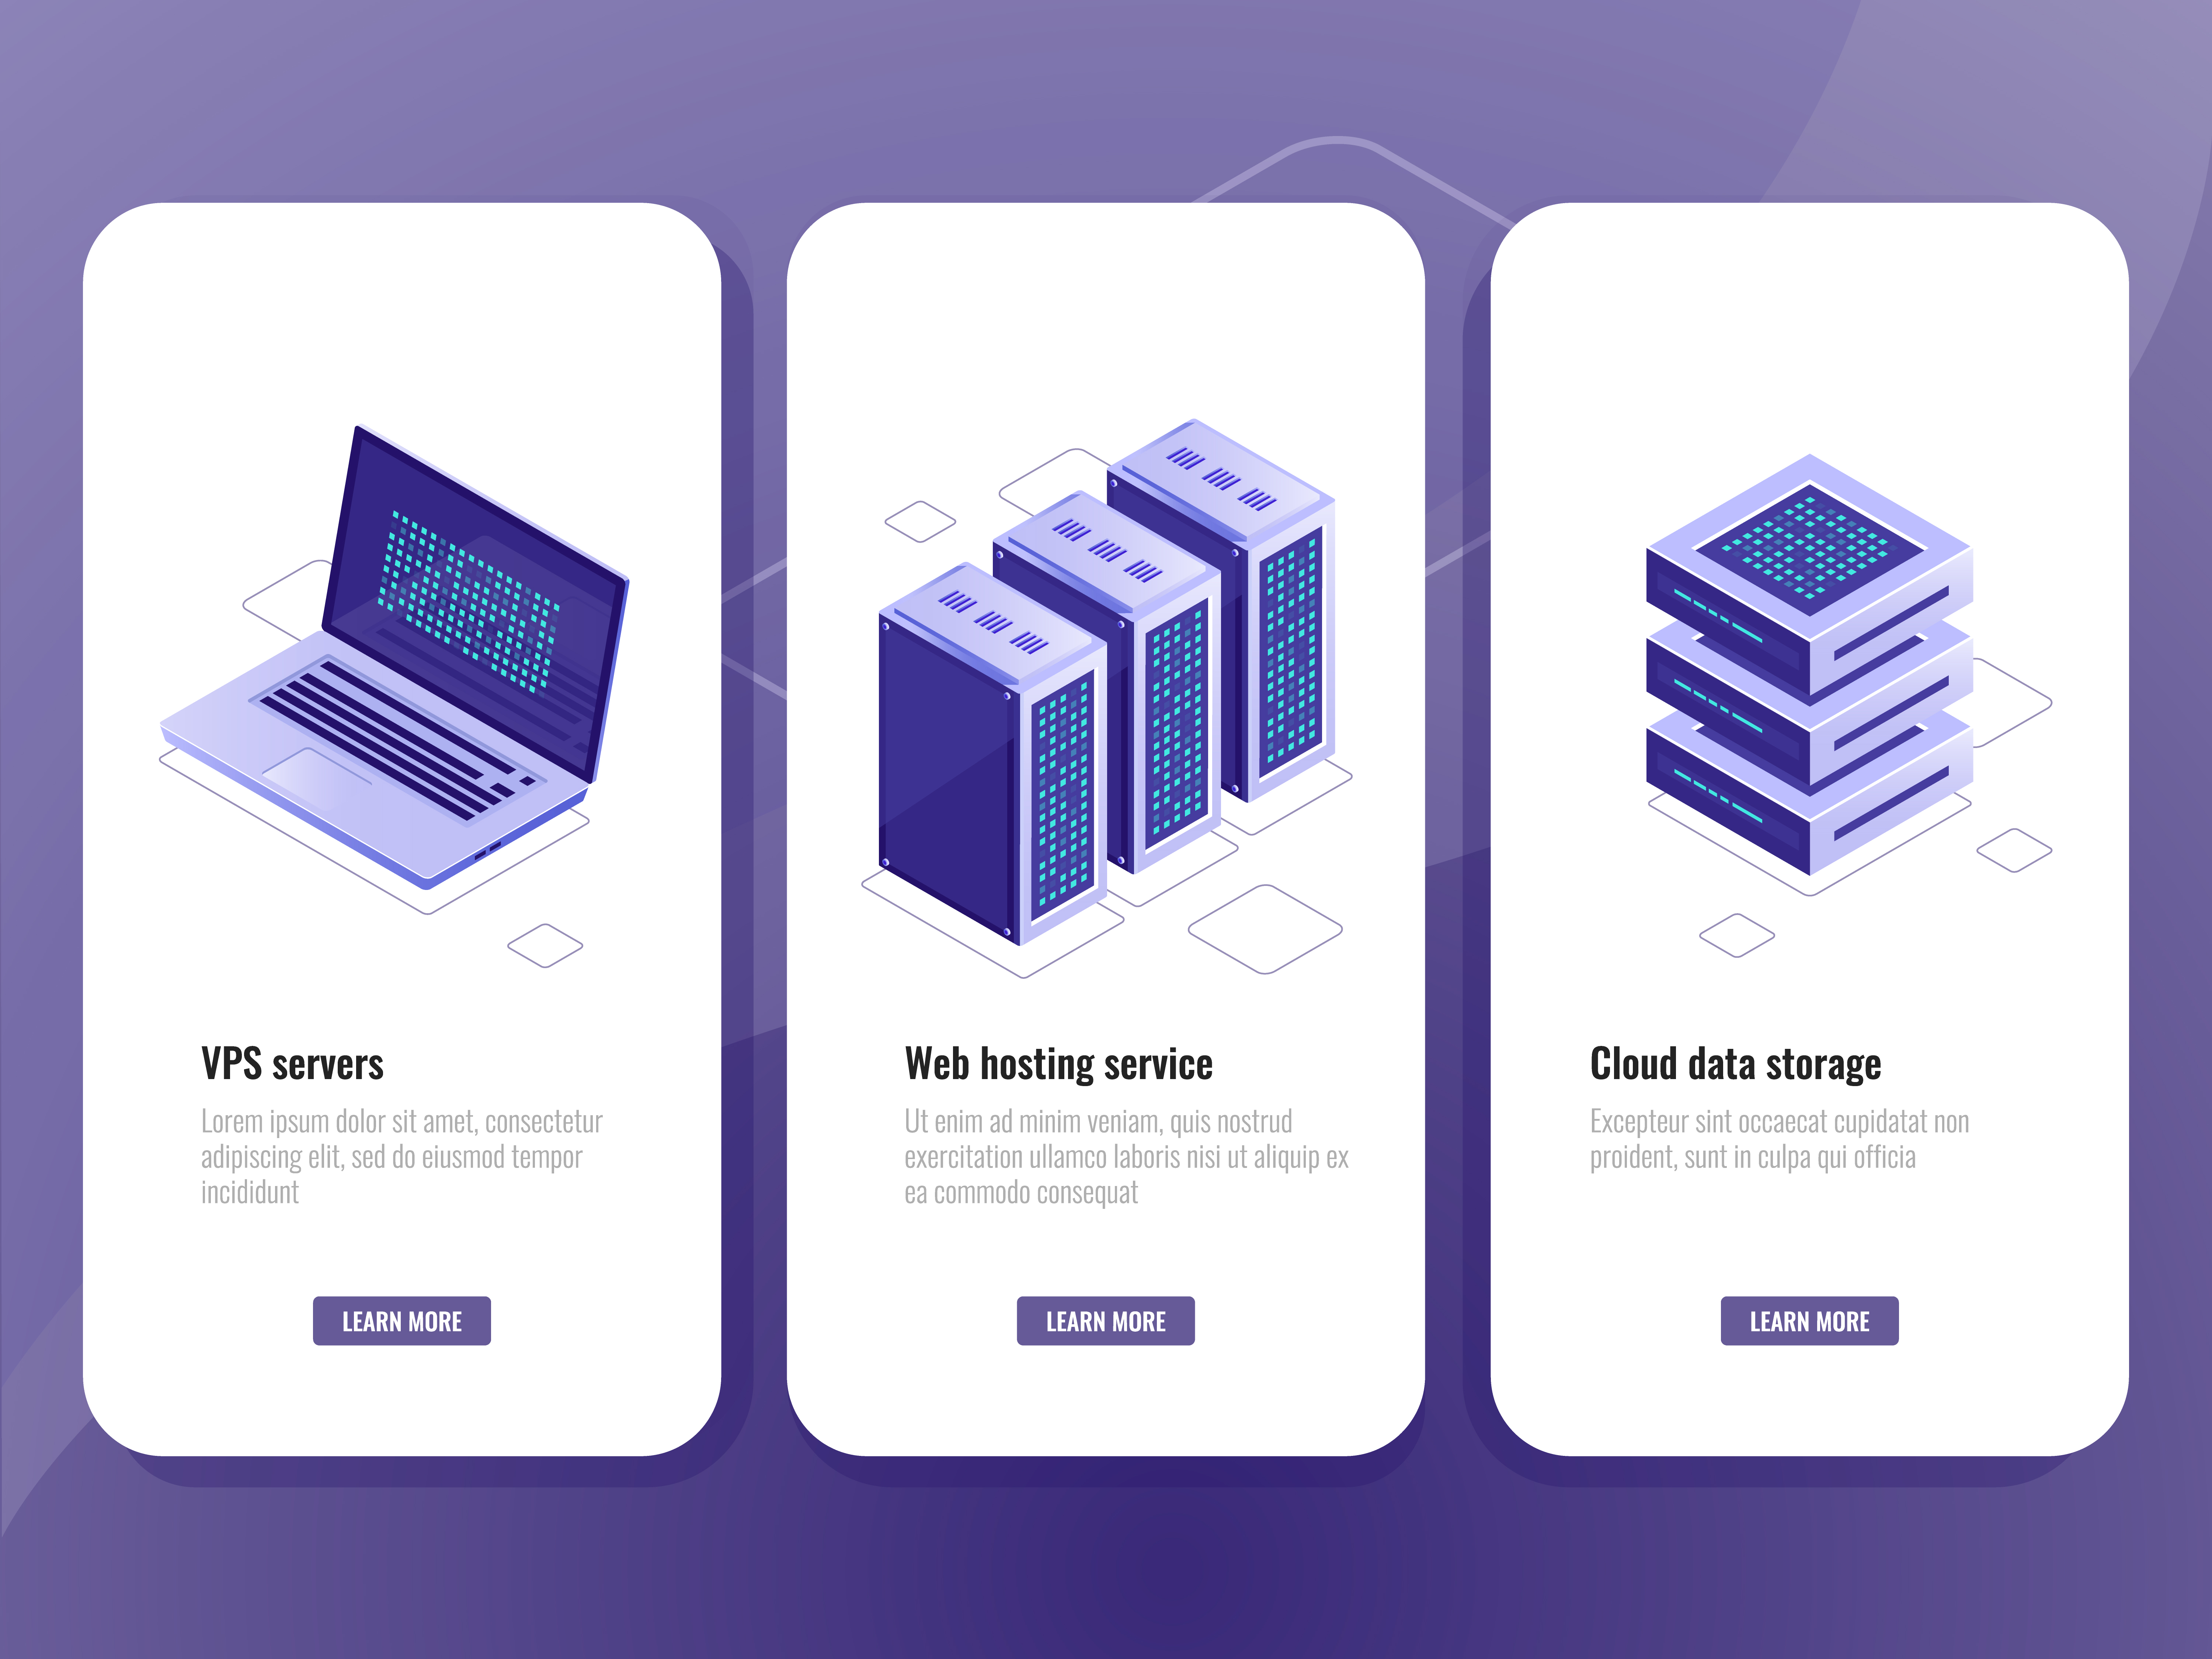 VPS servers
Lorem ipsum dolor sit amet, consectetur
adipiscing elit, sed do eiusmod tempor
incididunt
LEARN MORE
Web hosting service
Ut enim ad minim veniam, quis nostrud
exercitation ullamco laboris nisi ut aliquip ex
ea commodo consequat
LEARN MORE
Cloud data storage
Excepteur sint occaecat cupidatat non
proident, sunt in culpa qui officia
LEARN MORE